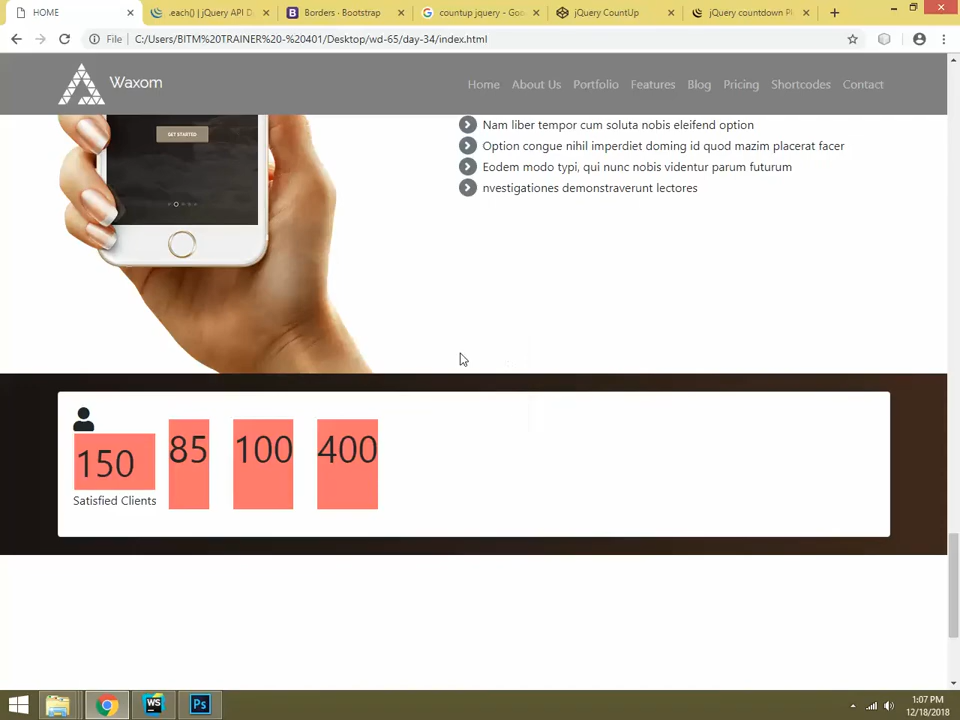 HOME
.each() | jQuery API D
Borders · Bootstrap
countup jquery - Goo
jQuery CountUp
jQuery countdown Pl
File
C:/Users/BITM%20TRAINER%20-%20401/Desktop/wd-65/day-34/index.html
Waxom
Home
About Us
Portfolio
Features
Blog
Pricing
Shortcodes
Contact
GET STARTED
Nam liber tempor cum soluta nobis eleifend option
Option congue nihil imperdiet doming id quod mazim placerat facer
Eodem modo typi, qui nunc nobis videntur parum futurum
nvestigationes demonstraverunt lectores
150
85
100
400
Satisfied Clients
WS
Ps
1:07 PM
12/18/2018